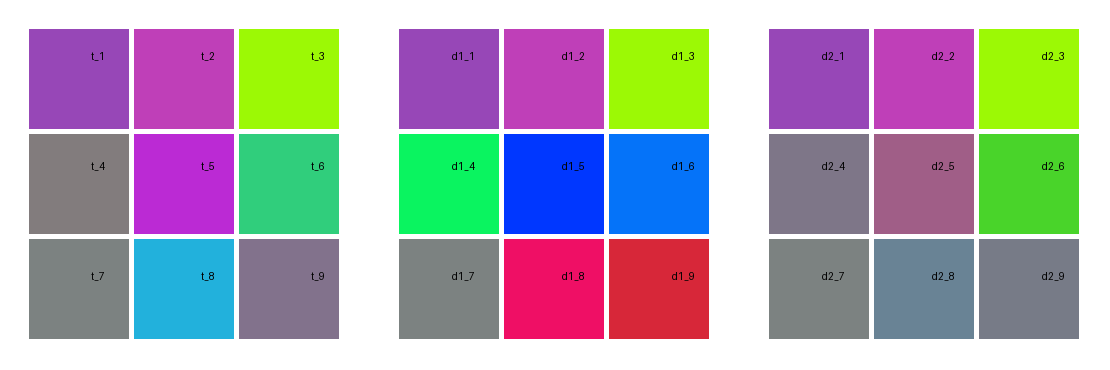 t_1 t_2 t_3 d1_1 d1_2 d1_3 d2_1 d2_2 d2_3
t_4 t_5 t_6 d1_4 d1_5 d1_6 d2_4 d2_5 d2_6
t_7 t_8 t_9 d1_7 d1_8 d1_9 d2_7 d2_8 d2_9